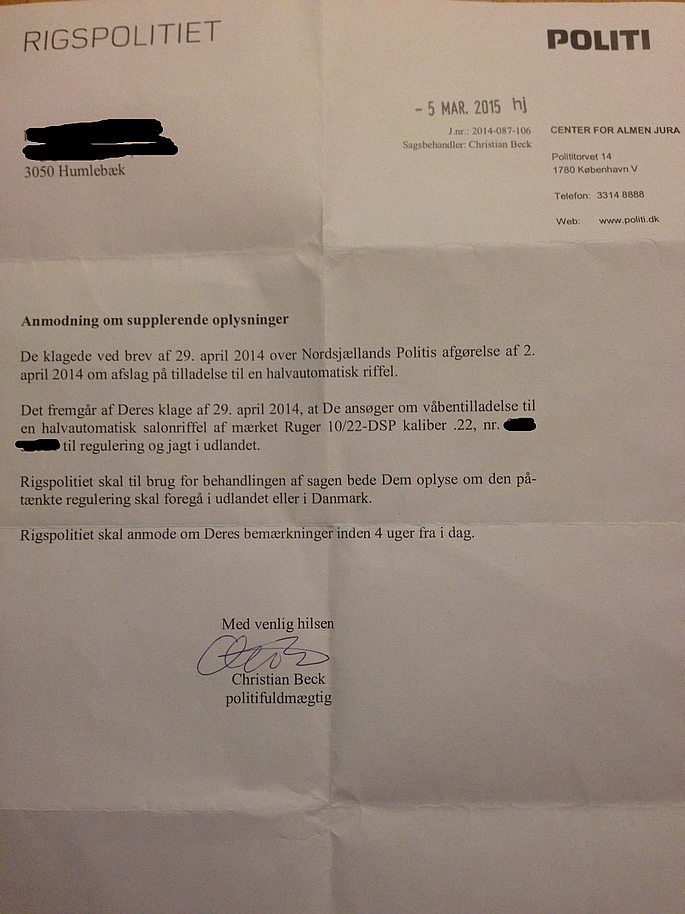 RIGSPOLITIET
POLITI
- 5 MAR. 2015 hj
J.nr.: 2014-087-106
Sagsbehandler: Christian Beck
CENTER FOR ALMEN JURA
Polititorvet 14
1780 København V
Telefon: 3314 8888
Web: www.politi.dk
3050 Humlebæk
Anmodning om supplerende oplysninger
De klagede ved brev af 29. april 2014 over Nordsjællands Politis afgørelse af 2.
april 2014 om afslag på tilladelse til en halvautomatisk riffel.
Det fremgår af Deres klage af 29. april 2014, at De ansøger om våbentilladelse til
en halvautomatisk salonriffel af mærket Ruger 10/22-DSP kaliber .22, nr.
til regulering og jagt i udlandet.
Rigspolitiet skal til brug for behandlingen af sagen bede Dem oplyse om den på-
tænkte regulering skal foregå i udlandet eller i Danmark.
Rigspolitiet skal anmode om Deres bemærkninger inden 4 uger fra i dag.
Med venlig hilsen
Christian Beck
politifuldmægtig